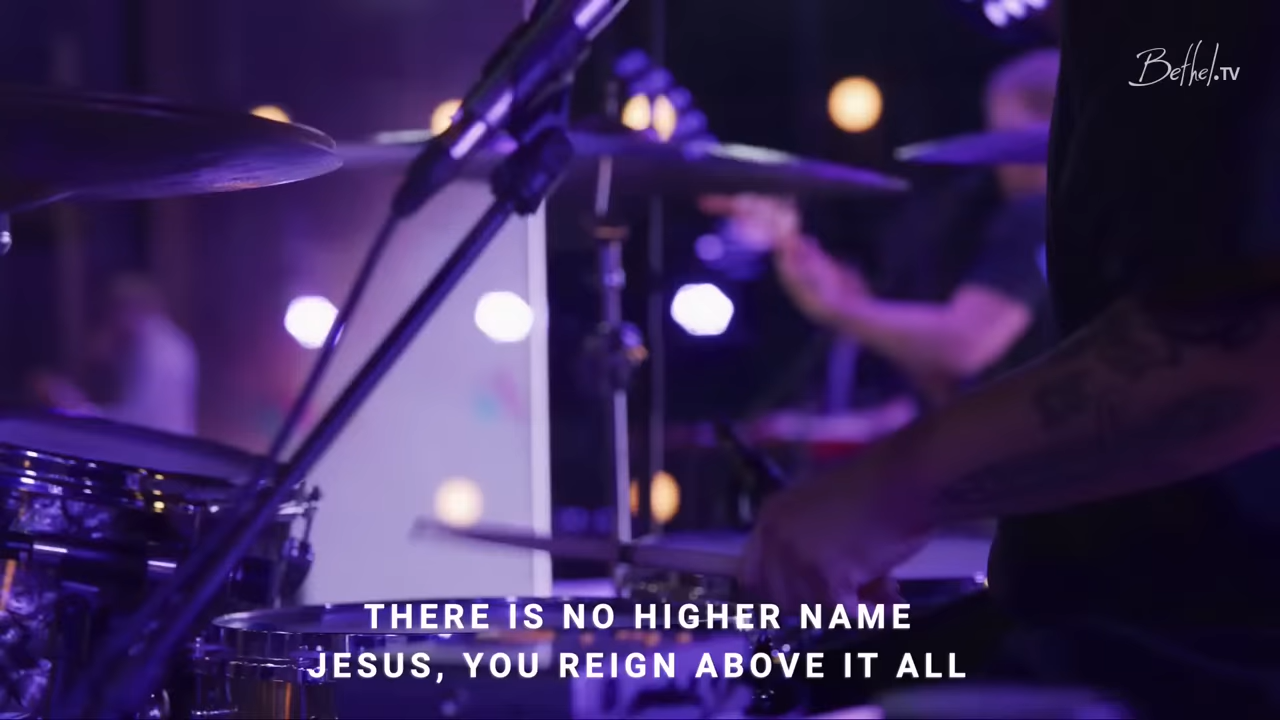 Bethel.TV
THERE IS NO HIGHER NAME
JESUS, YOU REIGN ABOVE IT ALL